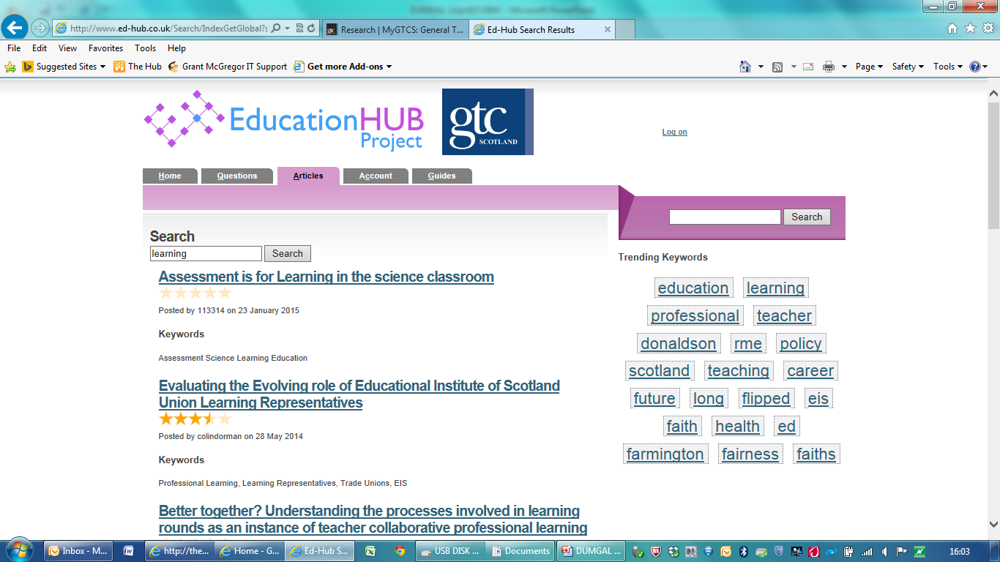 http://www.ed-hub.co.uk/Search/IndexGetGlobal?s
Research | MyGTCS: General T...
Ed-Hub Search Results
File Edit View Favorites Tools Help
Suggested Sites The Hub Grant McGregor IT Support Get more Add-ons
Page Safety Tools
EducationHUB
Project
gtc
SCOTLAND
Log on
Home Questions Articles Account Guides
Search
Search
learning Search
Trending Keywords
Assessment is for Learning in the science classroom
Posted by 113314 on 23 January 2015
Keywords
Assessment Science Learning Education
Evaluating the Evolving role of Educational Institute of Scotland
Union Learning Representatives
Posted by colindorman on 28 May 2014
Keywords
Professional Learning, Learning Representatives, Trade Unions, EIS
Better together? Understanding the processes involved in learning
rounds as an instance of teacher collaborative professional learning
education learning
professional teacher
donaldson rme policy
scotland teaching career
future long flipped eis
faith health ed
farmington fairness faiths
Inbox - M... http://the... Home - G... Ed-Hub S... USB DISK ... Documents DUMGAL ... 16:03